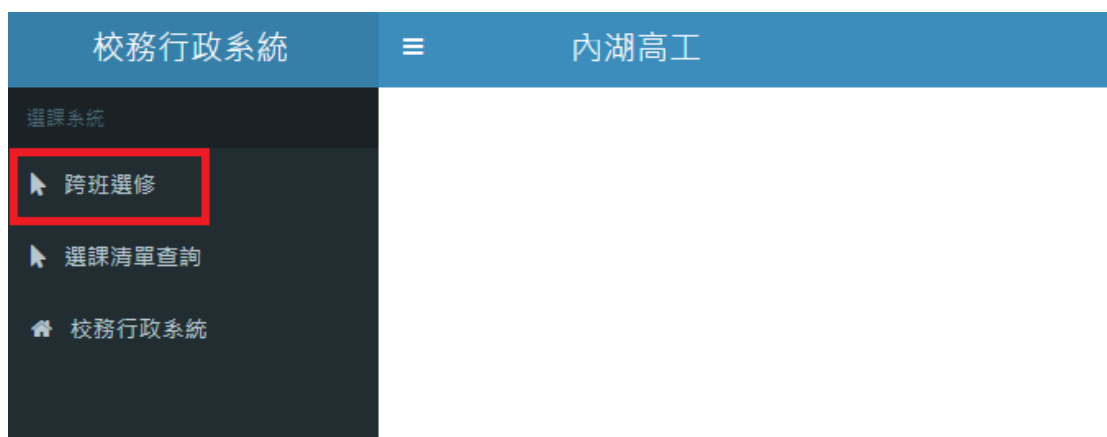 校務行政系統
內湖高工
選課系統
跨班選修
選課清單查詢
校務行政系統